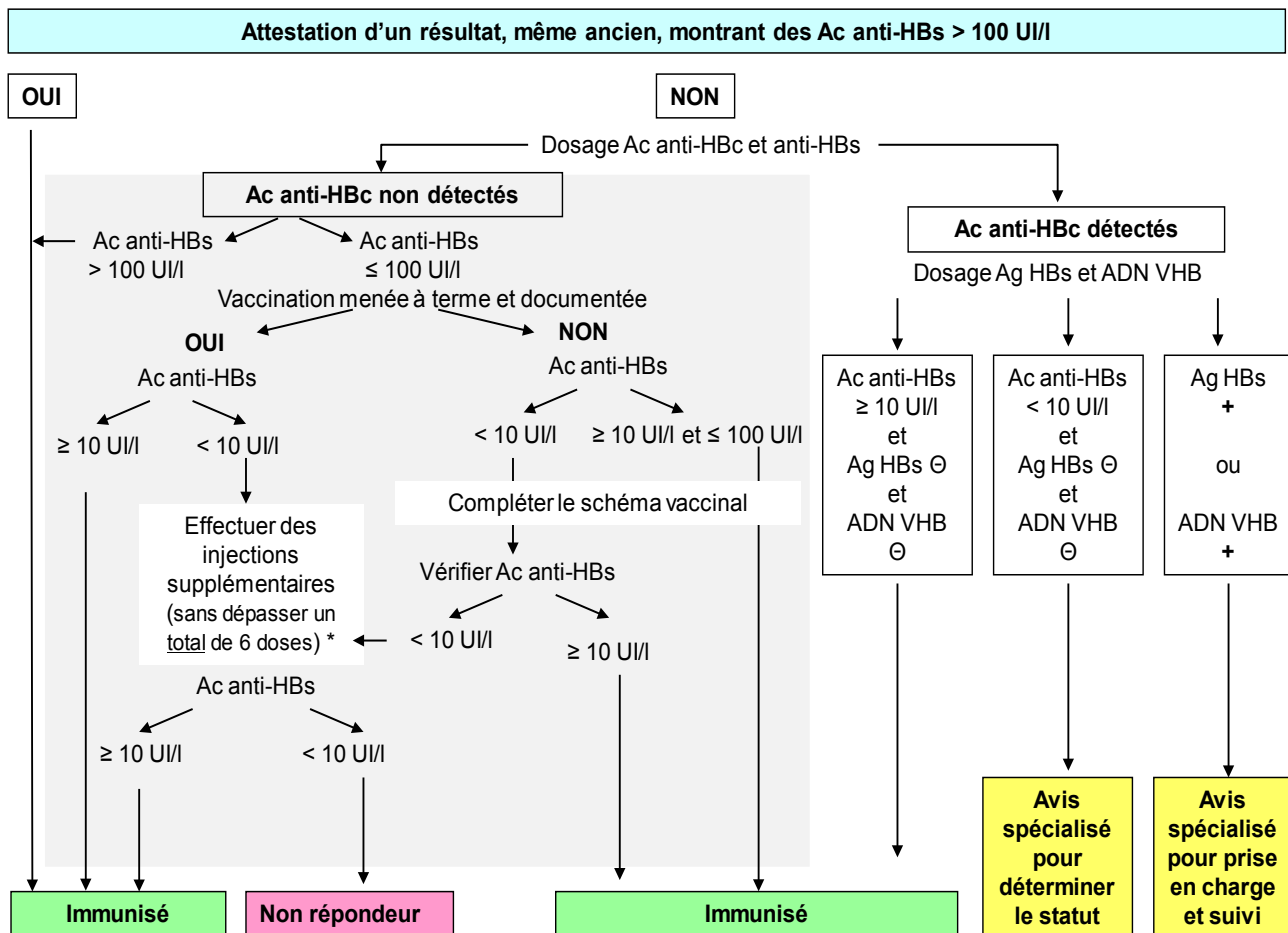 Attestation d’un résultat, même ancien, montrant des Ac anti-HBs > 100 UI/l
OUI
NON
Dosage Ac anti-HBc et anti-HBs
Ac anti-HBc non détectés
Ac anti-HBs
> 100 UI/l
Ac anti-HBs
≤ 100 UI/l
Vaccination menée à terme et documentée
OUI
Ac anti-HBs
≥ 10 UI/l
< 10 UI/l
NON
Ac anti-HBs
< 10 UI/l
≥ 10 UI/l et ≤ 100 UI/l
Effectuer des
injections
supplémentaires
(sans dépasser un
total de 6 doses) *
Compléter le schéma vaccinal
Vérifier Ac anti-HBs
< 10 UI/l
≥ 10 UI/l
Ac anti-HBs
≥ 10 UI/l
< 10 UI/l
Ac anti-HBc détectés
Dosage Ag HBs et ADN VHB
Ac anti-HBs
≥ 10 UI/l
et
Ag HBs Θ
et
ADN VHB
Θ
Ac anti-HBs
< 10 UI/l
et
Ag HBs Θ
et
ADN VHB
Θ
Ag HBs
+
ou
ADN VHB
+
Immunisé
Non répondeur
Immunisé
Avis
spécialisé
pour
déterminer
le statut
Avis
spécialisé
pour prise
en charge
et suivi